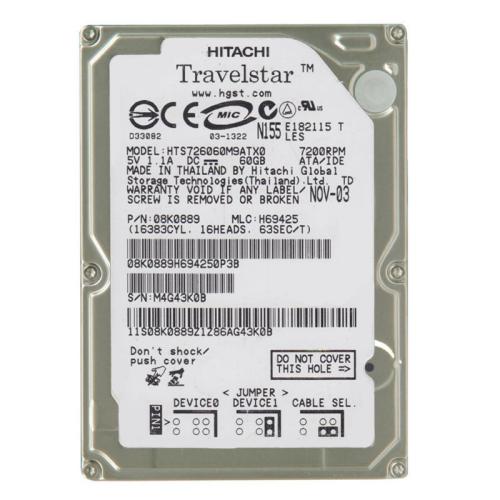 HITACHI
Travelstar™
www.hgst.com
CE MIC N
D33082 03-1322 N155 E182115 T
LES
MODEL:HTS726060M9ATX0 7200RPM
5V 1.1A DC 60GB ATA/IDE
MADE IN THAILAND BY Hitachi Global
Storage Technologies(Thailand).Ltd. TD
WARRANTY VOID IF ANY LABEL/
SCREW IS REMOVED OR BROKEN NOV-03
P/N:08K0889 MLC:H69425
(16383CYL. 16HEADS. 63SEC/T)
08K0889H694250P3B
S/N:M4G43K0B
11S08K0889Z1Z86AG43K0B
Don't shock/
push cover
DO NOT COVER
THIS HOLE ==>
< JUMPER >
DEVICE0 DEVICE1 CABLE SEL.
PIN1